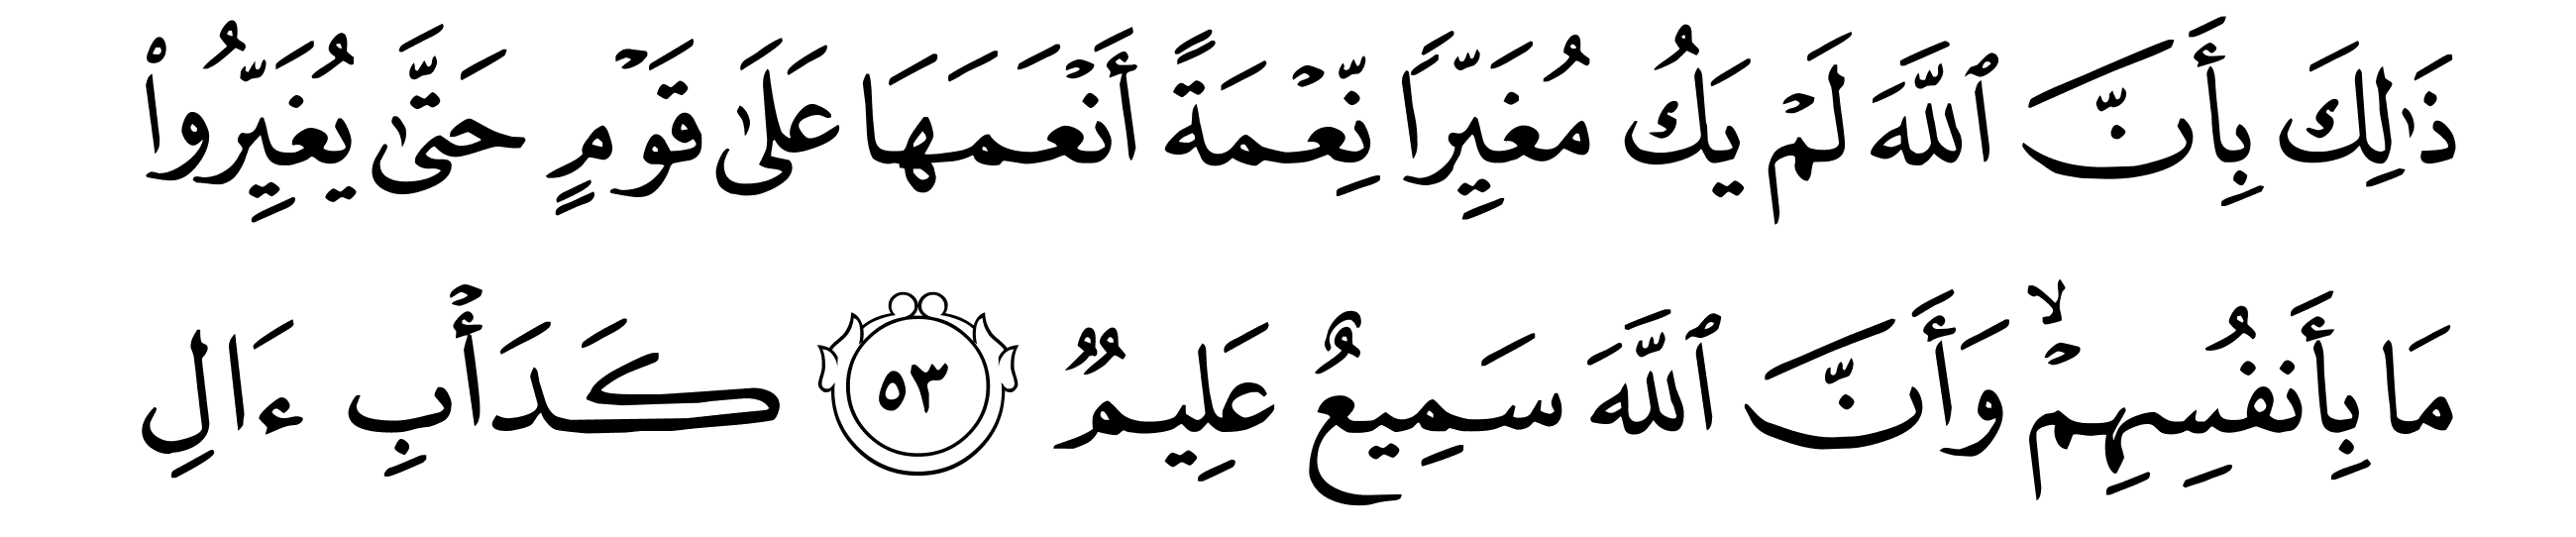 ذَٰلِكَ بِأَنَّ ٱللَّهَ لَمۡ يَكُ مُغَيِّرٗا نِّعۡمَةً أَنۡعَمَهَا عَلَىٰ قَوۡمٍ حَتَّىٰ يُغَيِّرُواْ
مَا بِأَنفُسِهِمۡۙ وَأَنَّ ٱللَّهَ سَمِيعٌ عَلِيمٞ ٥٣ كَدَأۡبِ ءَالِ